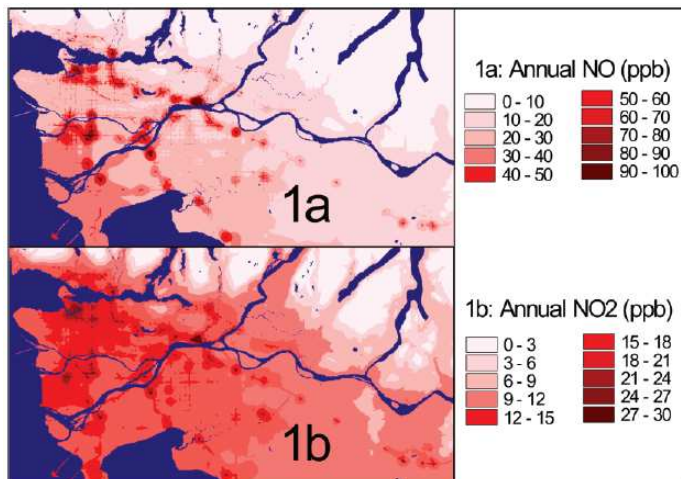 1a: Annual NO (ppb)
0 - 10
10 - 20
20 - 30
30 - 40
40 - 50
50 - 60
60 - 70
70 - 80
80 - 90
90 - 100
1a
1b: Annual NO2 (ppb)
0 - 3
3 - 6
6 - 9
9 - 12
12 - 15
15 - 18
18 - 21
21 - 24
24 - 27
27 - 30
1b